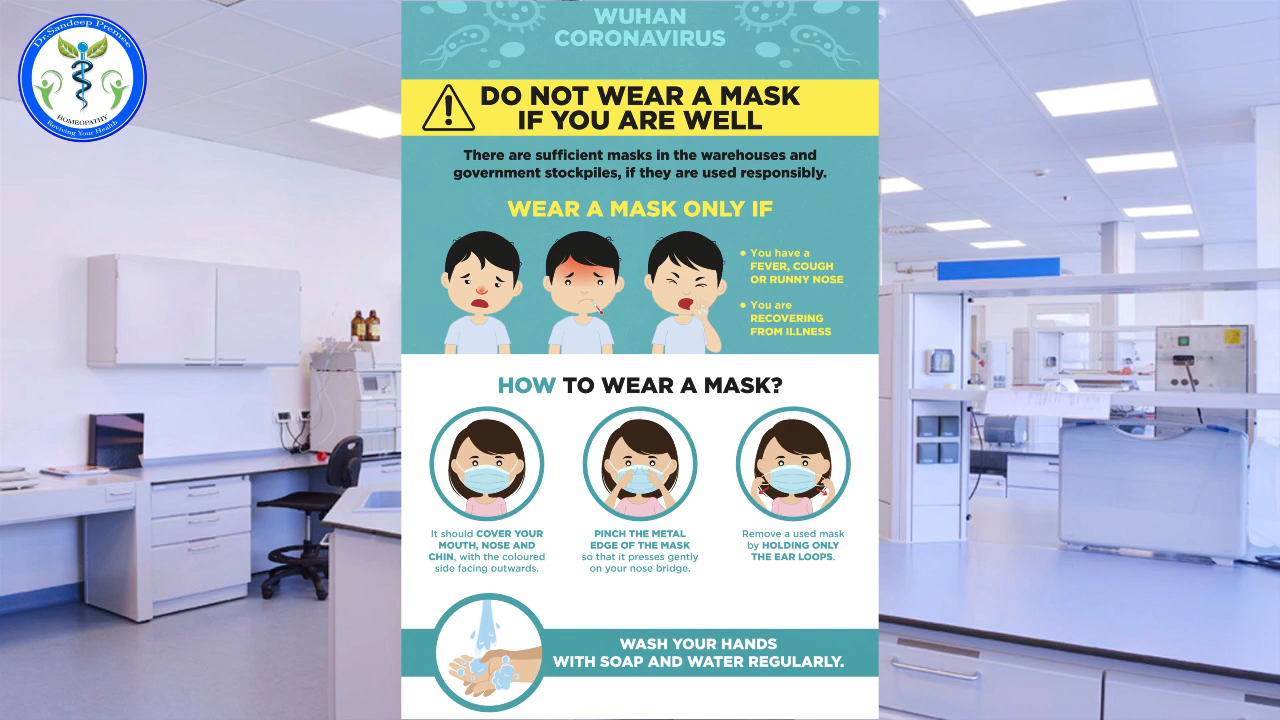 Dr.Sandeep Premee
HOMEOPATHY
Reviving Your Health
WUHAN
CORONAVIRUS
DO NOT WEAR A MASK
IF YOU ARE WELL
There are sufficient masks in the warehouses and
government stockpiles, if they are used responsibly.
WEAR A MASK ONLY IF
• You have a
FEVER, COUGH
OR RUNNY NOSE
• You are
RECOVERING
FROM ILLNESS
HOW TO WEAR A MASK?
It should COVER YOUR
MOUTH, NOSE AND
CHIN, with the coloured
side facing outwards.
PINCH THE METAL
EDGE OF THE MASK
so that it presses gently
on your nose bridge.
Remove a used mask
by HOLDING ONLY
THE EAR LOOPS.
WASH YOUR HANDS
WITH SOAP AND WATER REGULARLY.